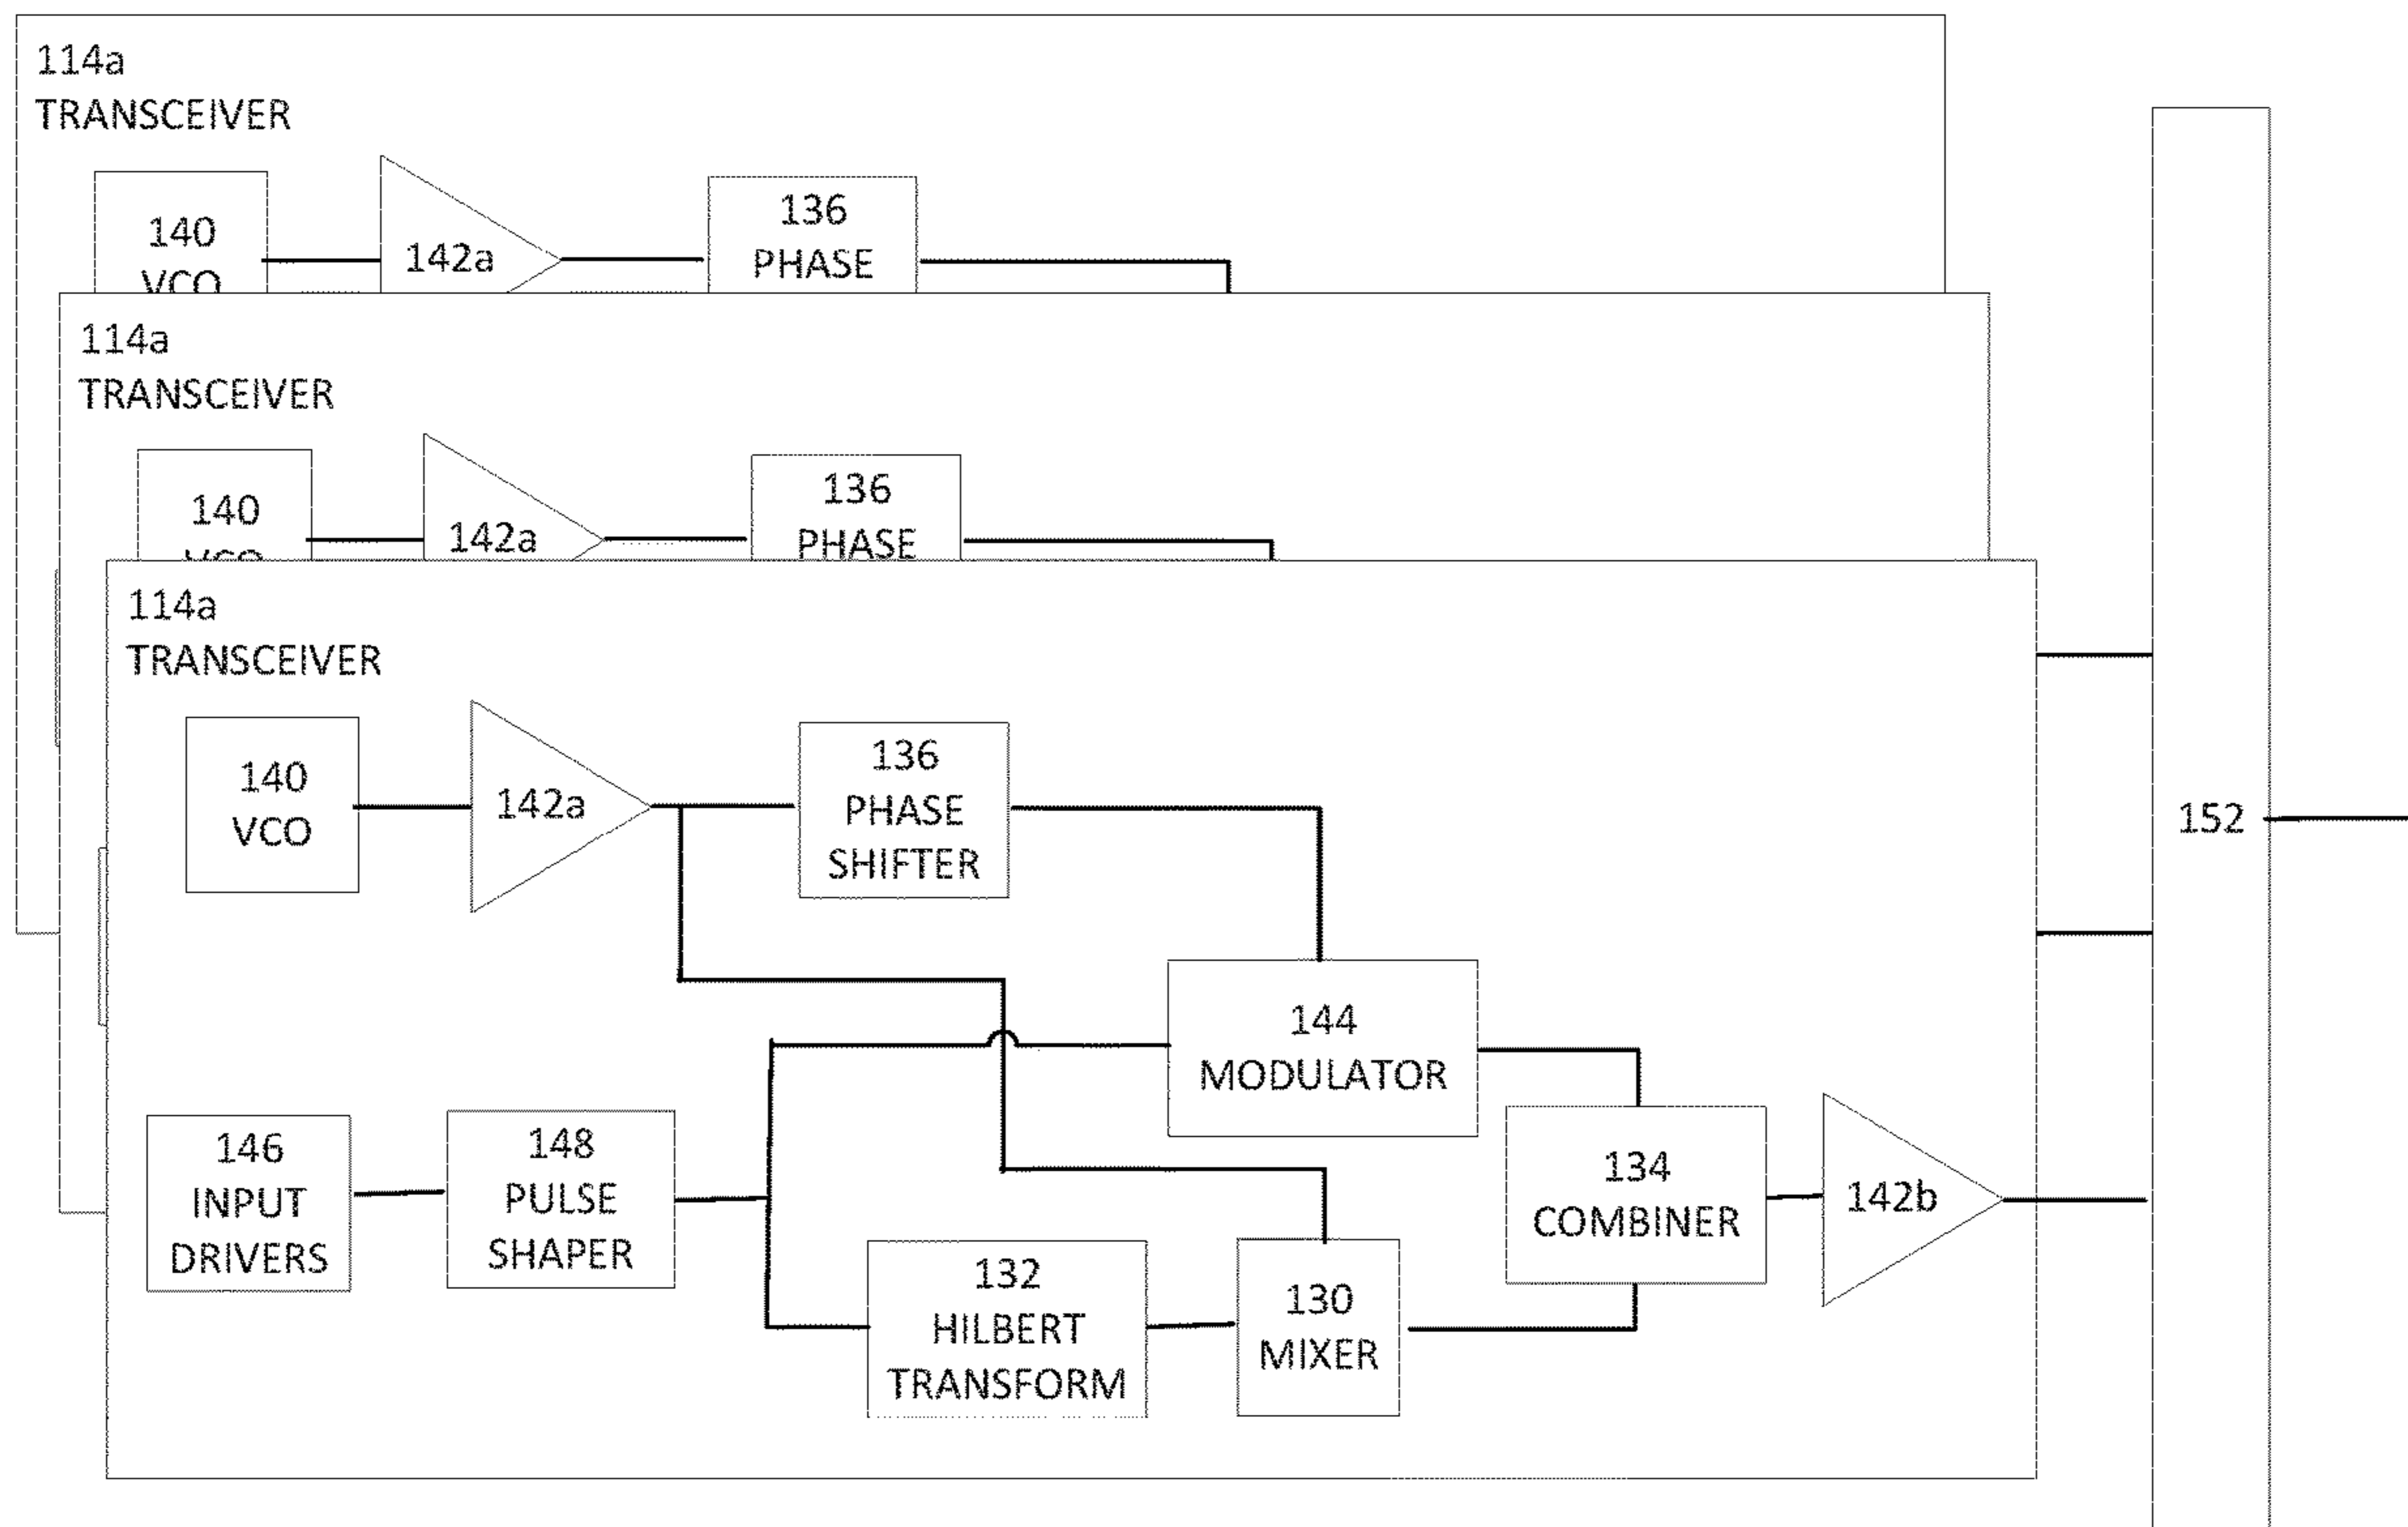 114a
TRANSCEIVER
140
VCO
142a
136
PHASE
114a
TRANSCEIVER
140
VCO
142a
136
PHASE
114a
TRANSCEIVER
140
VCO
142a
136
PHASE
SHIFTER
152
144
MODULATOR
146
INPUT
DRIVERS
148
PULSE
SHAPER
134
COMBINER
142b
132
HILBERT
TRANSFORM
130
MIXER